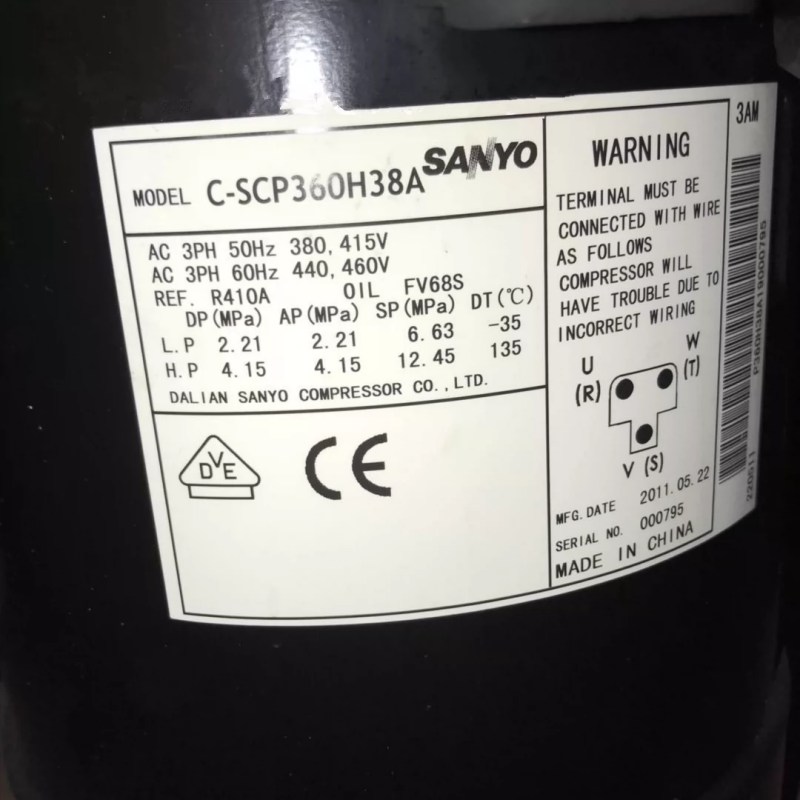 MODEL C-SCP360H38A SANYO
AC 3PH 50Hz 380, 415V
AC 3PH 60Hz 440, 460V
REF. R410A OIL FV68S
DP(MPa) AP(MPa) SP(MPa) DT(℃)
L.P 2.21 2.21 6.63 -35
H.P 4.15 4.15 12.45 135
DALIAN SANYO COMPRESSOR CO., LTD.
DVE
CE
WARNING
TERMINAL MUST BE
CONNECTED WITH WIRE
AS FOLLOWS
COMPRESSOR WILL
HAVE TROUBLE DUE TO
INCORRECT WIRING
U W
(R) (T)
V (S)
MFG. DATE 2011.05.22
SERIAL NO. 000795
MADE IN CHINA
3AM
P360H38A19000795
220511